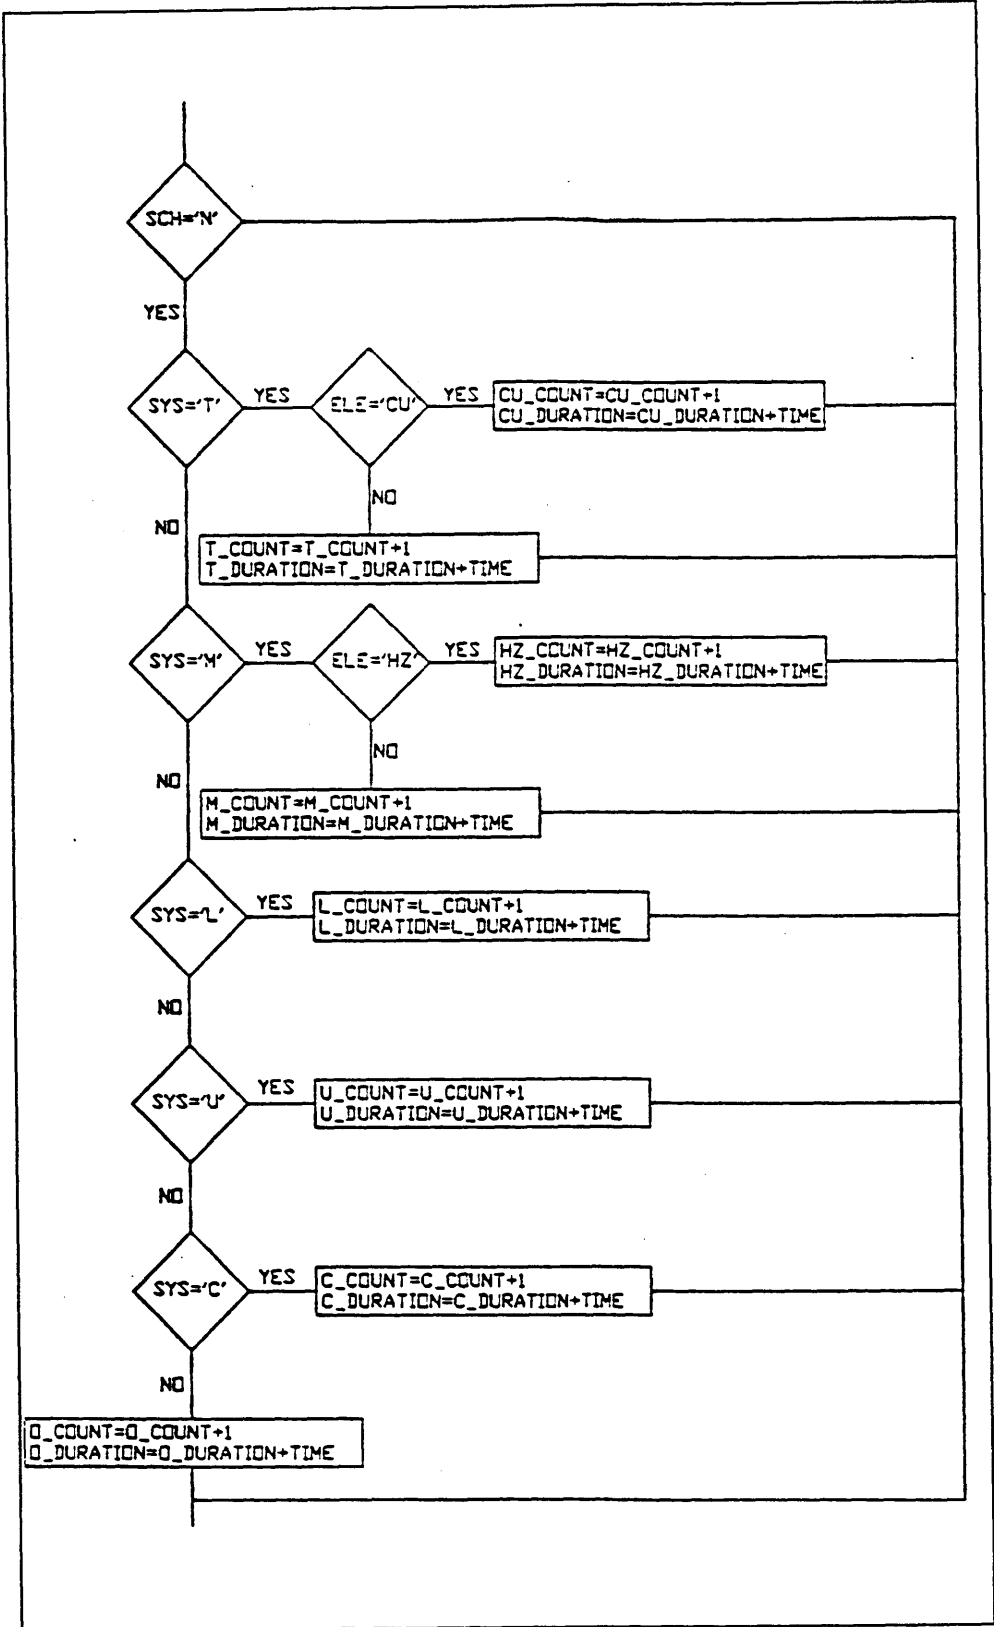 SCH='N'
YES
SYS='T'
YES
ELE='CU'
YES
CU_COUNT=CU_COUNT+1
CU_DURATION=CU_DURATION+TIME
NO
NO
T_COUNT=T_COUNT+1
T_DURATION=T_DURATION+TIME
SYS='M'
YES
ELE='HZ'
YES
HZ_COUNT=HZ_COUNT+1
HZ_DURATION=HZ_DURATION+TIME
NO
NO
M_COUNT=M_COUNT+1
M_DURATION=M_DURATION+TIME
SYS='L'
YES
L_COUNT=L_COUNT+1
L_DURATION=L_DURATION+TIME
NO
SYS='U'
YES
U_COUNT=U_COUNT+1
U_DURATION=U_DURATION+TIME
NO
SYS='C'
YES
C_COUNT=C_COUNT+1
C_DURATION=C_DURATION+TIME
NO
O_COUNT=O_COUNT+1
O_DURATION=O_DURATION+TIME